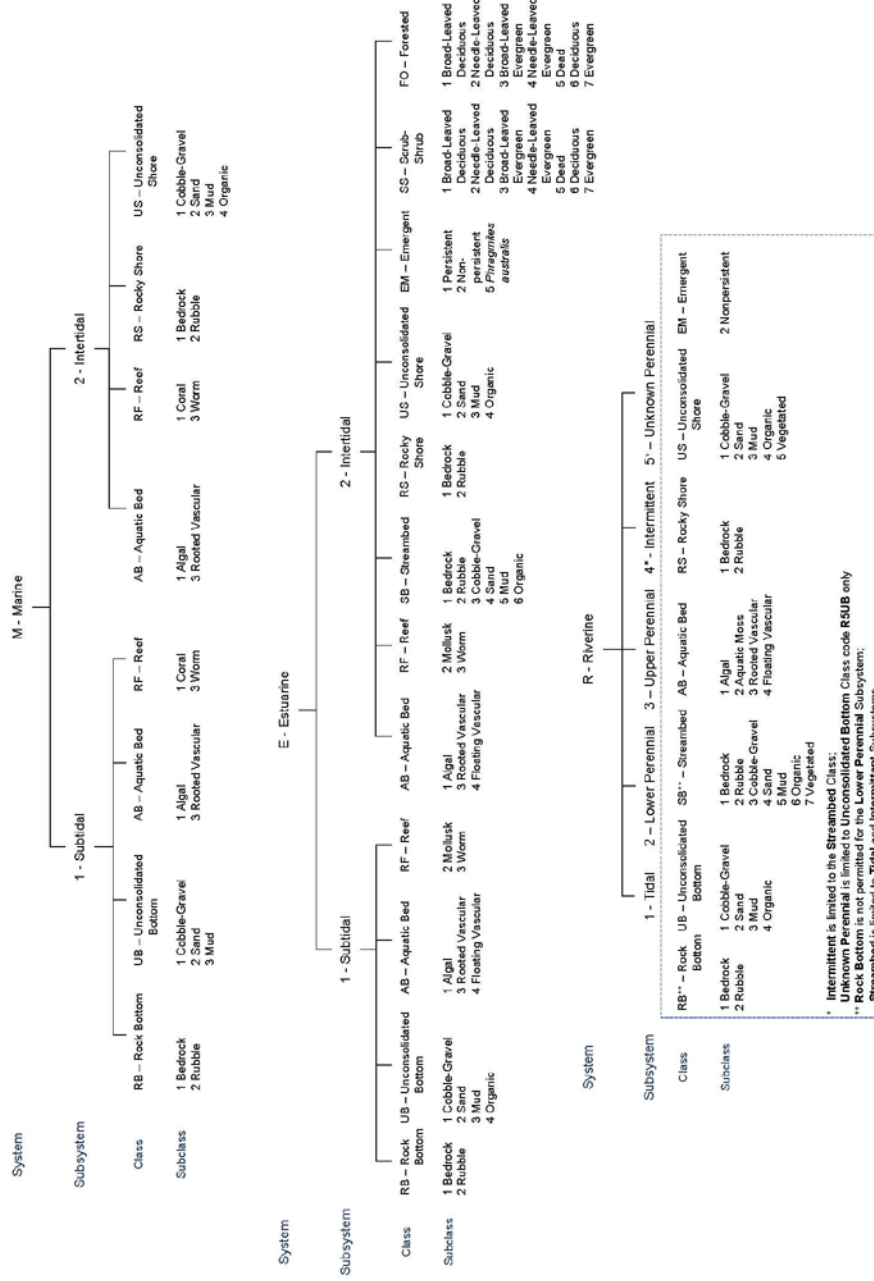 System
M - Marine
Subsystem
1 - Subtidal
2 - Intertidal
Class
RB – Rock Bottom
UB – Unconsolidated
Bottom
AB – Aquatic Bed
RF – Reef
AB – Aquatic Bed
RF – Reef
RS – Rocky Shore
US – Unconsolidated
Shore
Subclass
1 Bedrock
2 Rubble
1 Cobble-Gravel
2 Sand
3 Mud
1 Algal
3 Rooted Vascular
1 Coral
3 Worm
1 Algal
3 Rooted Vascular
1 Coral
3 Worm
1 Bedrock
2 Rubble
1 Cobble-Gravel
2 Sand
3 Mud
4 Organic
System
E - Estuarine
Subsystem
1 - Subtidal
2 - Intertidal
Class
RB – Rock
Bottom
UB – Unconsolidated
Bottom
AB – Aquatic Bed
RF – Reef
AB – Aquatic Bed
RF – Reef
SB – Streambed
RS – Rocky
Shore
US – Unconsolidated
Shore
EM – Emergent
SS – Scrub-
Shrub
FO – Forested
Subclass
1 Bedrock
2 Rubble
1 Cobble-Gravel
2 Sand
3 Mud
4 Organic
1 Algal
3 Rooted Vascular
4 Floating Vascular
2 Mollusk
3 Worm
1 Algal
3 Rooted Vascular
4 Floating Vascular
2 Mollusk
3 Worm
1 Bedrock
2 Rubble
3 Cobble-Gravel
4 Sand
5 Mud
6 Organic
1 Bedrock
2 Rubble
1 Cobble-Gravel
2 Sand
3 Mud
4 Organic
1 Persistent
2 Non-
persistent
5 Phragmites
australis
1 Broad-Leaved
Deciduous
2 Needle-Leaved
Deciduous
3 Broad-Leaved
Evergreen
4 Needle-Leaved
Evergreen
5 Dead
6 Deciduous
7 Evergreen
1 Broad-Leaved
Deciduous
2 Needle-Leaved
Deciduous
3 Broad-Leaved
Evergreen
4 Needle-Leaved
Evergreen
5 Dead
6 Deciduous
7 Evergreen
System
R - Riverine
Subsystem
1 - Tidal
2 – Lower Perennial
3 – Upper Perennial
4* - Intermittent
5* – Unknown Perennial
Class
RB** – Rock
Bottom
UB – Unconsolidated
Bottom
SB** – Streambed
AB – Aquatic Bed
RS – Rocky Shore
US – Unconsolidated
Shore
EM – Emergent
Subclass
1 Bedrock
2 Rubble
1 Cobble-Gravel
2 Sand
3 Mud
4 Organic
1 Bedrock
2 Rubble
3 Cobble-Gravel
4 Sand
5 Mud
6 Organic
7 Vegetated
1 Algal
2 Aquatic Moss
3 Rooted Vascular
4 Floating Vascular
1 Bedrock
2 Rubble
1 Cobble-Gravel
2 Sand
3 Mud
4 Organic
5 Vegetated
2 Nonpersistent
* Intermittent is limited to the Streambed Class;
Unknown Perennial is limited to Unconsolidated Bottom Class code R5UB only
** Rock Bottom is not permitted for the Lower Perennial Subsystem;
Streambed is limited to Tidal and Intermittent Subsystems